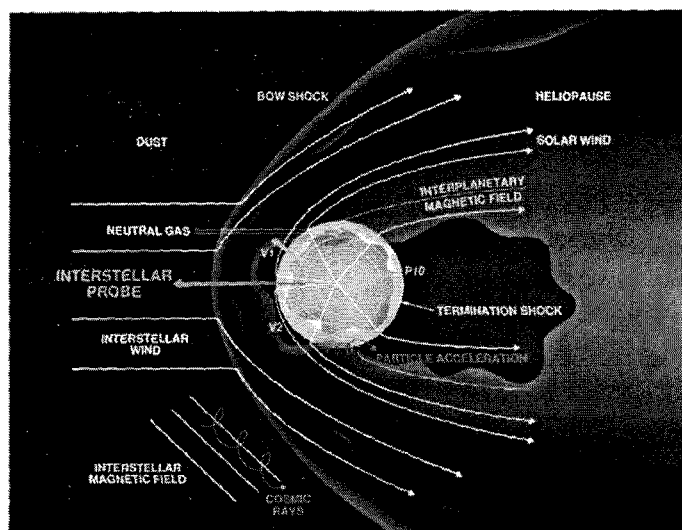 BOW SHOCK
HELIOPAUSE
DUST
SOLAR WIND
INTERPLANETARY
MAGNETIC FIELD
NEUTRAL GAS
V1
P10
INTERSTELLAR
PROBE
TERMINATION SHOCK
V2
INTERSTELLAR
WIND
PARTICLE ACCELERATION
INTERSTELLAR
MAGNETIC FIELD
COSMIC
RAYS